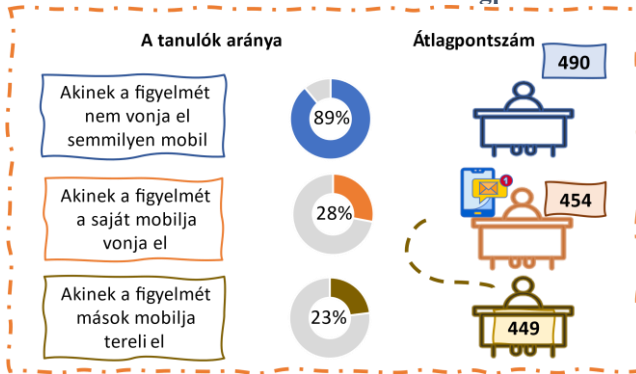 A tanulók aránya
Átlagpontszám
490
Akinek a figyelmét
nem vonja el
semmilyen mobil
89%
Akinek a figyelmét
a saját mobilja
vonja el
28%
1
454
Akinek a figyelmét
mások mobilja
tereli el
23%
449